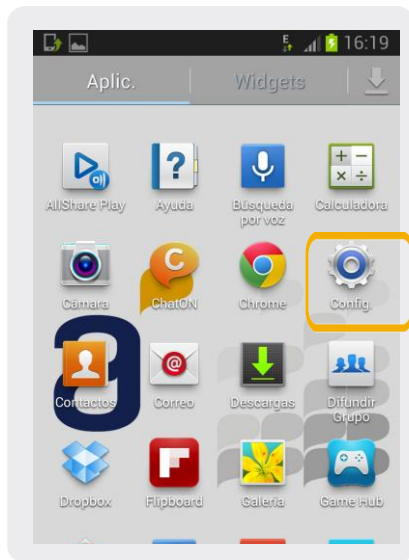 E 16:19
Aplic. Widgets
AllShare Play Ayuda Búsqueda por voz Calculadora
Cámara ChatON Chrome Config.
Contactos Correo Descargas Difundir Grupo
Dropbox Flipboard Galería Game Hub